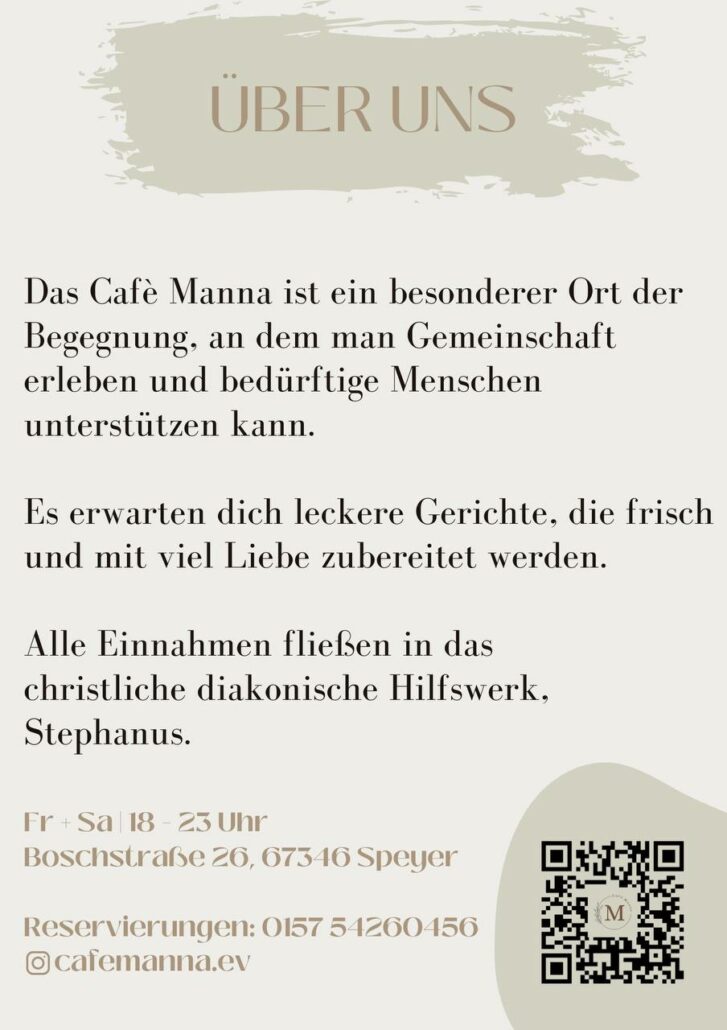 ÜBER UNS
Das Cafè Manna ist ein besonderer Ort der
Begegnung, an dem man Gemeinschaft
erleben und bedürftige Menschen
unterstützen kann.
Es erwarten dich leckere Gerichte, die frisch
und mit viel Liebe zubereitet werden.
Alle Einnahmen fließen in das
christliche diakonische Hilfswerk,
Stephanus.
Fr + Sa | 18 - 23 Uhr
Boschstraße 26, 67346 Speyer
Reservierungen: 0157 54260456
cafemanna.ev
M